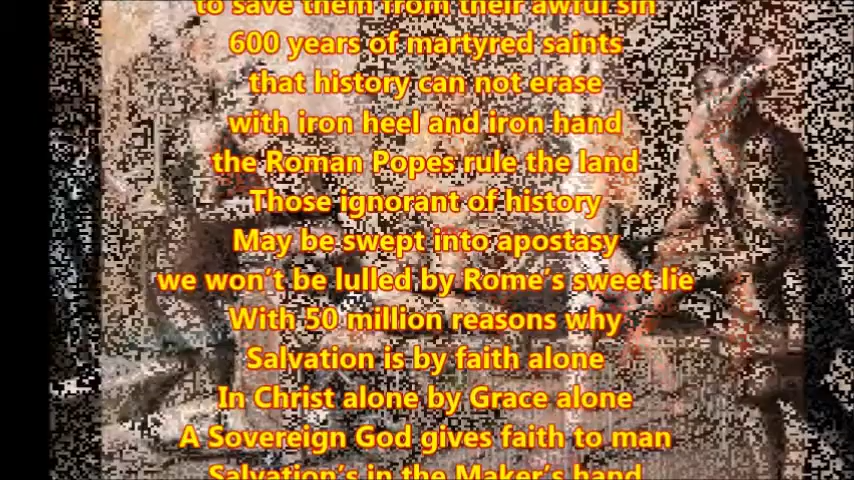 to save them from their awful sin
600 years of martyred saints
that history can not erase
with iron heel and iron hand
the Roman Popes rule the land
Those ignorant of history
May be swept into apostasy
we won't be lulled by Rome's sweet lie
With 50 million reasons why
Salvation is by faith alone
In Christ alone by Grace alone
A Sovereign God gives faith to man
Salvation's in the Maker's hand